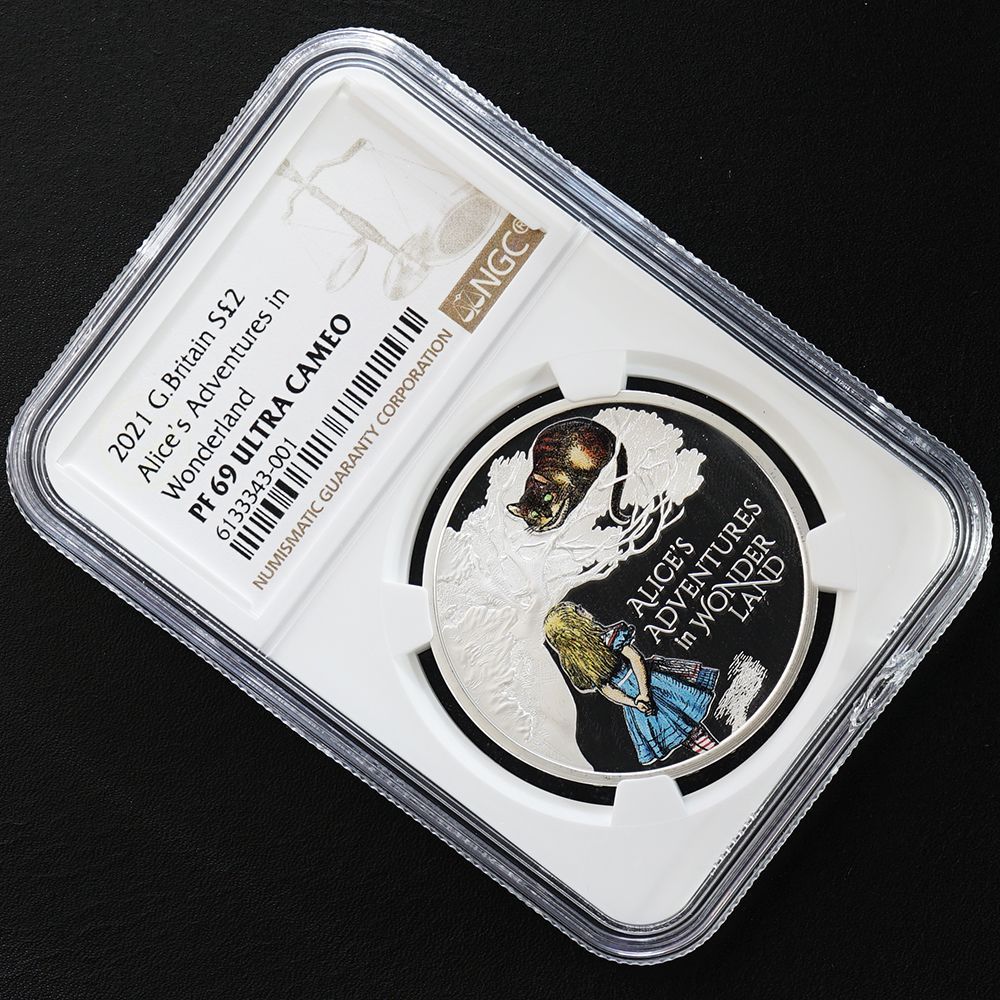 NGC®
2021 G.Britain S£2
Alice's Adventures in
Wonderland
PF 69 ULTRA CAMEO
6133343-001
NUMISMATIC GUARANTY CORPORATION
ALICE'S
ADVENTURES
in WONDER
LAND